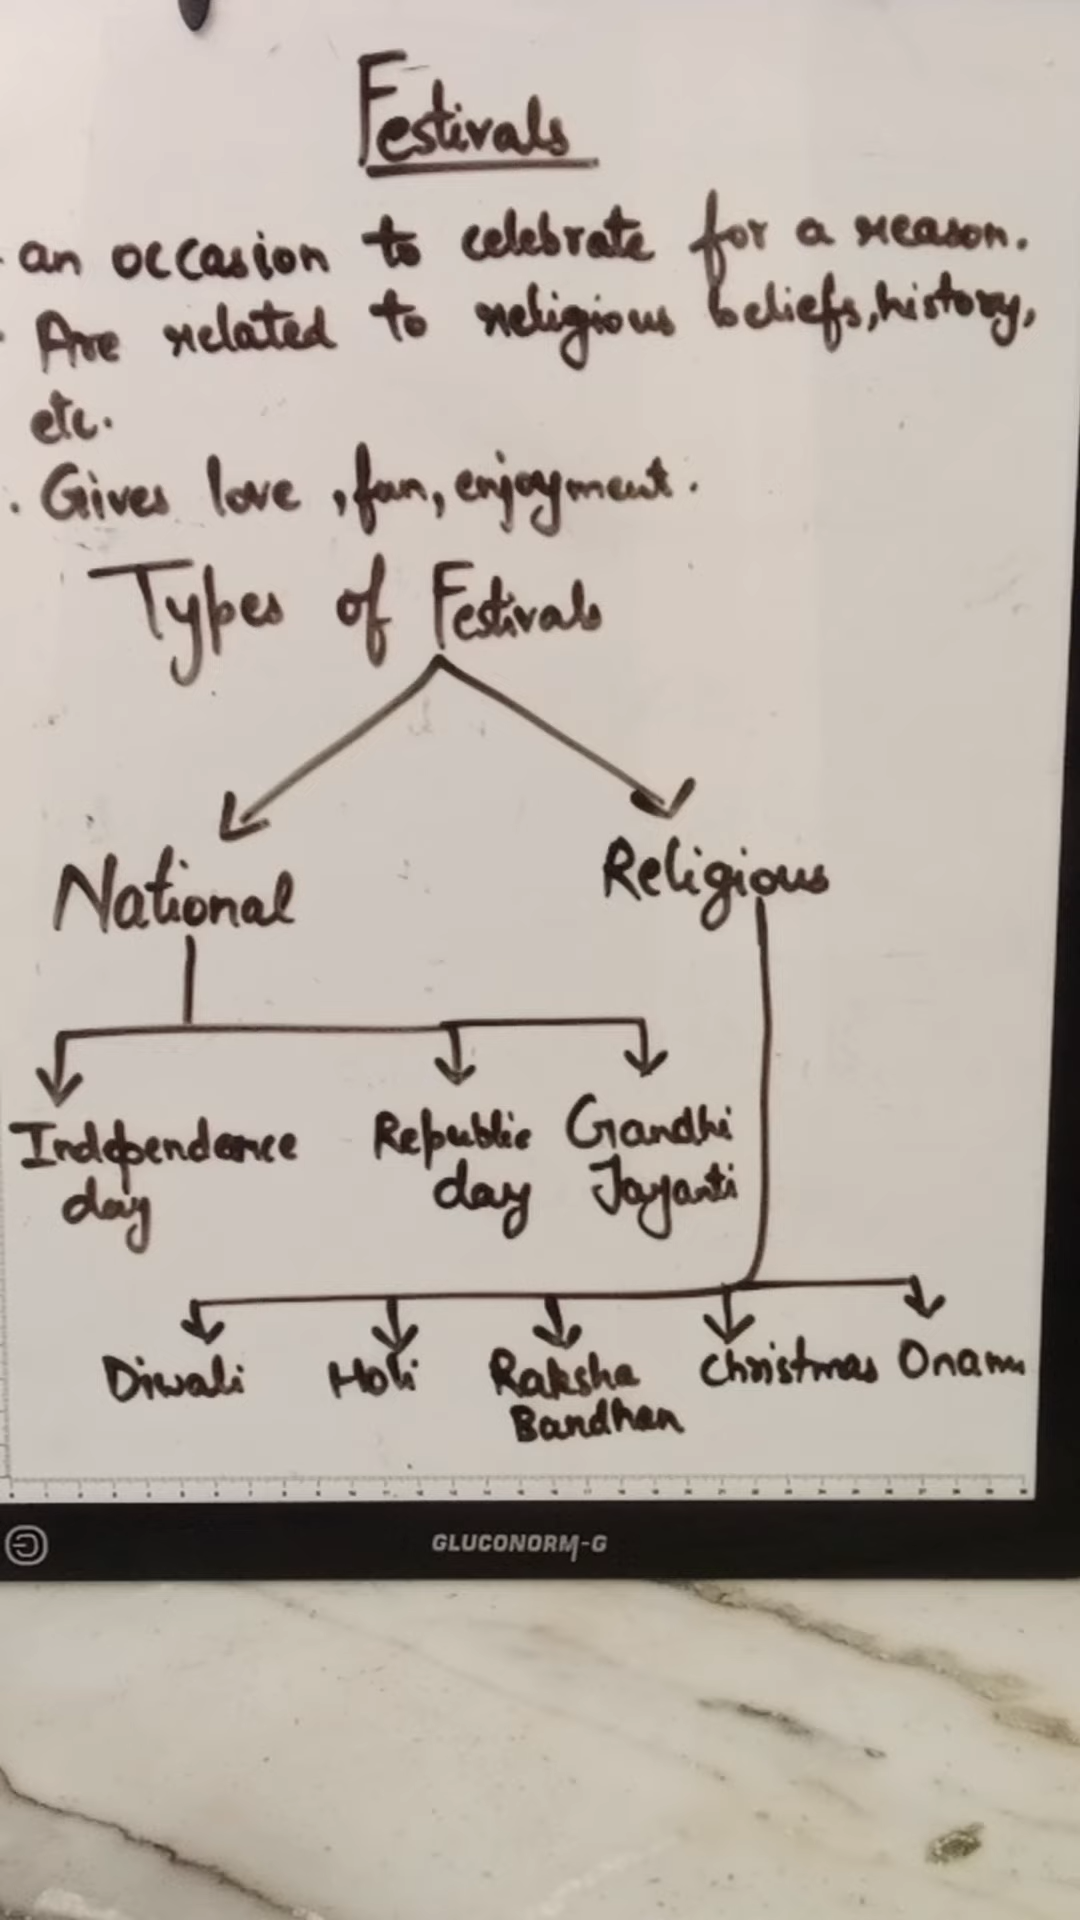 Festivals
· an occasion to celebrate for a reason.
· Are related to religious beliefs, history,
etc.
· Gives love, fun, enjoyment.
Types of Festivals
National
Religious
Independence
day
Republic
day
Gandhi
Jayanti
Diwali
Holi
Raksha
Bandhan
Christmas
Onam
GLUCONORM-G